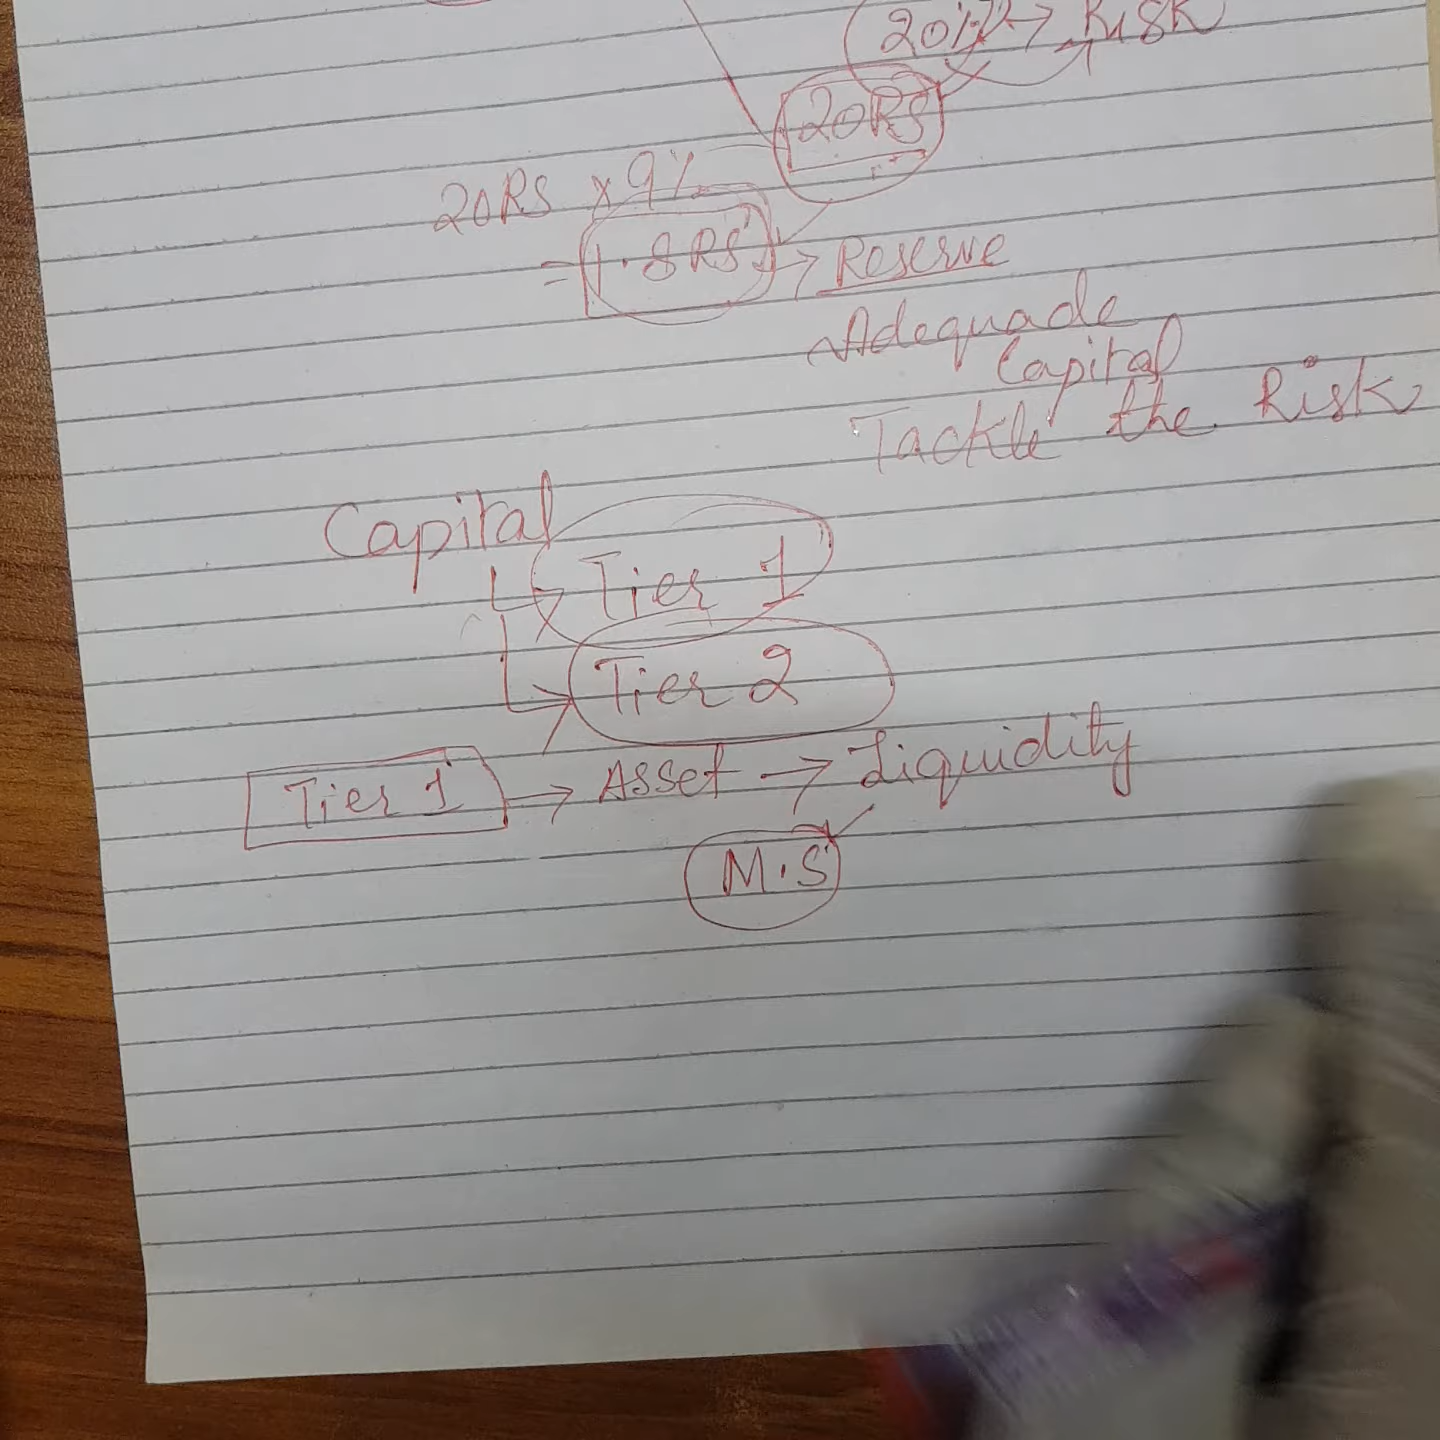 20% → Risk
20RS
20RS x 9%
= 1.8RS → Reserve
Adequade
Capital
Tackle the Risk
Capital
→ Tier 1
→ Tier 2
Tier 1 → Asset → Liquidity
M.S